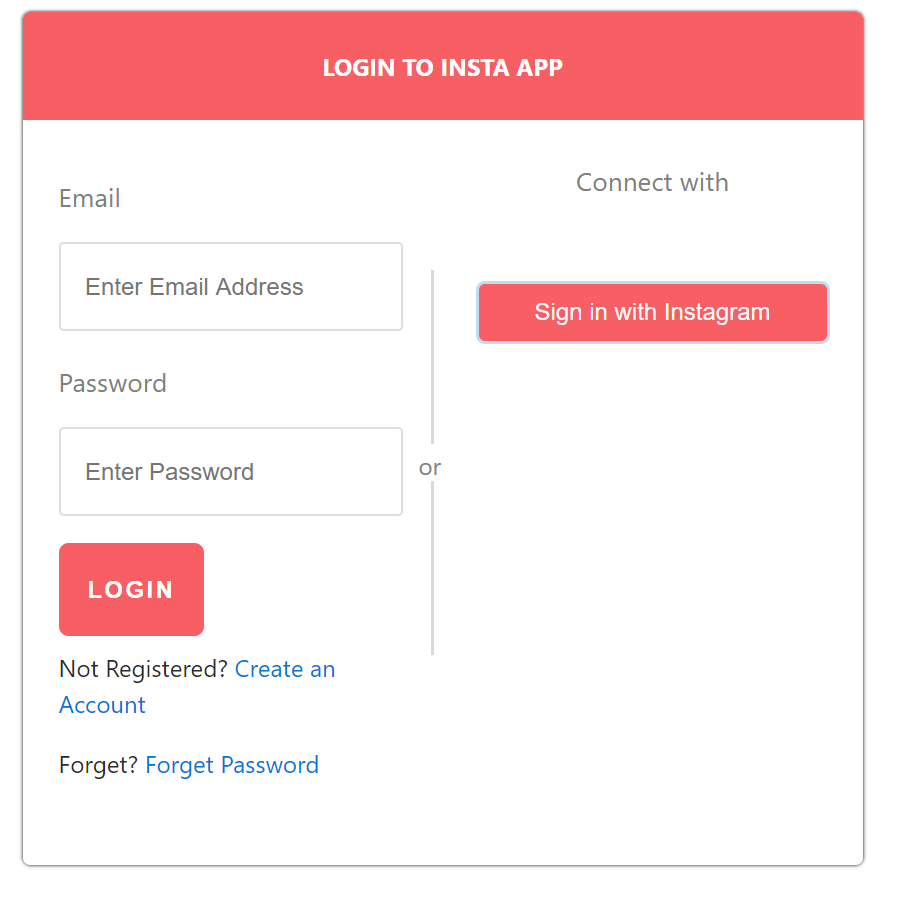 LOGIN TO INSTA APP
Email
Enter Email Address
Password
Enter Password
LOGIN
Not Registered? Create an
Account
Forget? Forget Password
or
Connect with
Sign in with Instagram